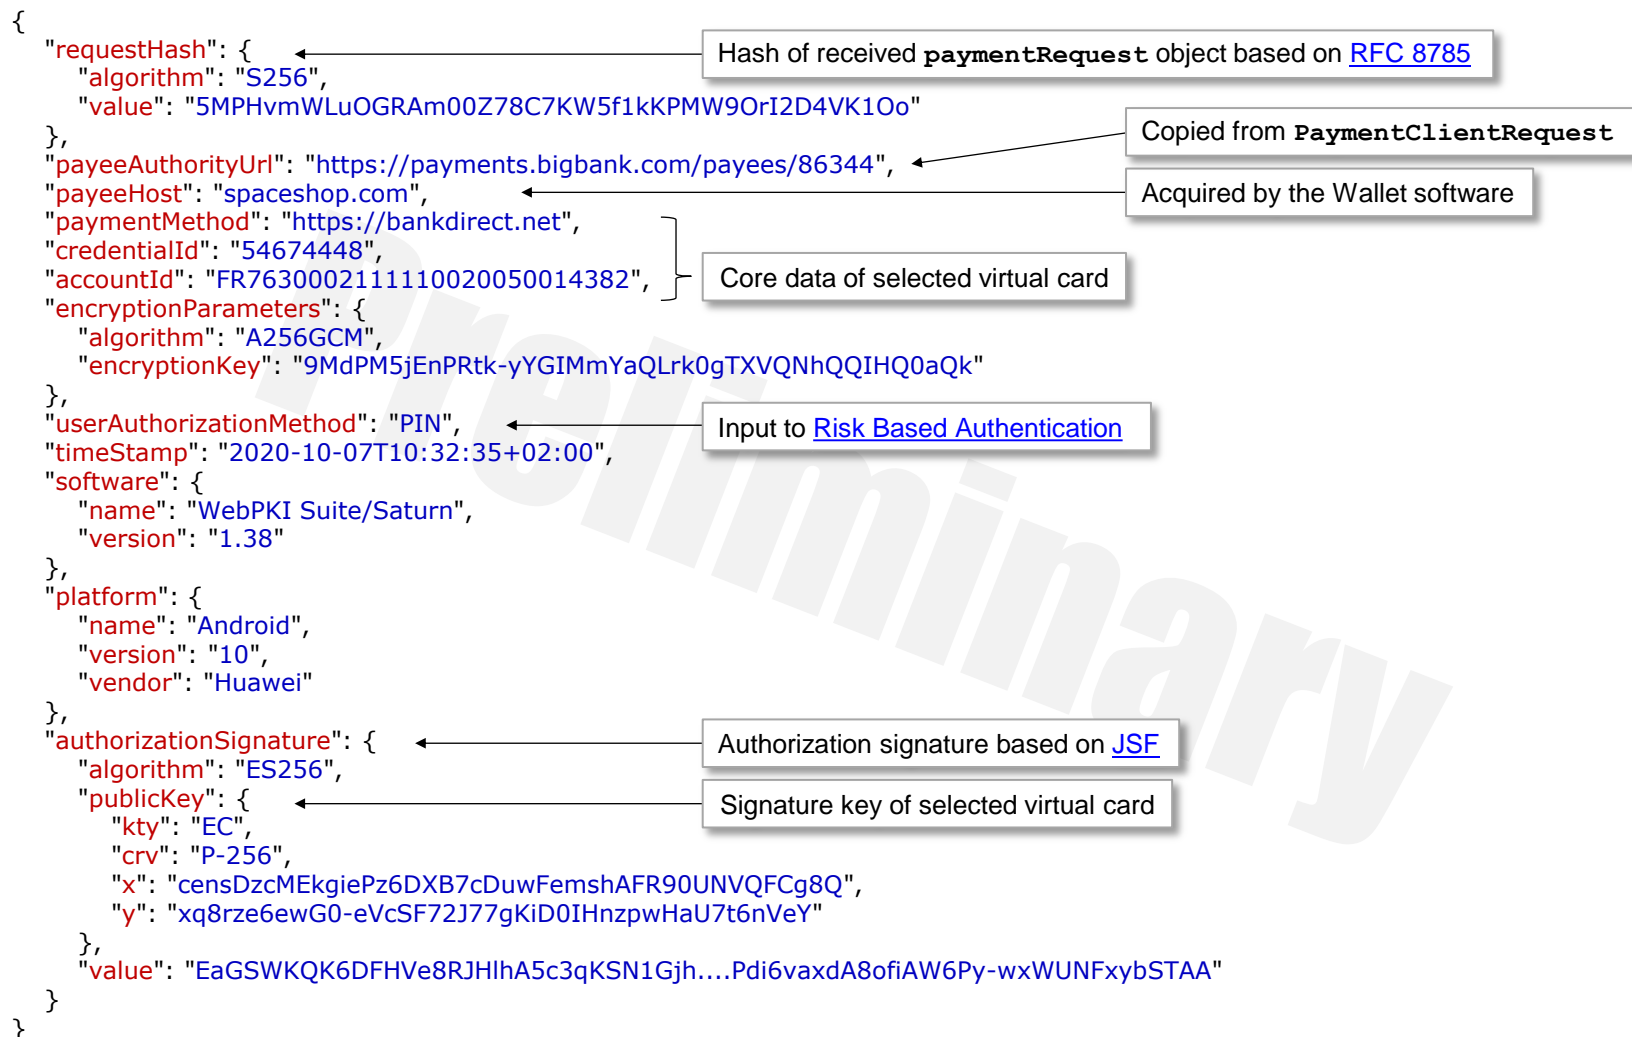 {
"requestHash": {
Hash of received paymentRequest object based on RFC 8785
"algorithm": "S256",
"value": "5MPHvmWLuOGRAm00Z78C7KW5f1kKPMW9OrI2D4VK1Oo"
},
Copied from PaymentClientRequest
"payeeAuthorityUrl": "https://payments.bigbank.com/payees/86344",
"payeeHost": "spaceshop.com",
Acquired by the Wallet software
"paymentMethod": "https://bankdirect.net",
"credentialId": "54674448",
"accountId": "FR7630002111110020050014382",
Core data of selected virtual card
"encryptionParameters": {
"algorithm": "A256GCM",
"encryptionKey": "9MdPM5jEnPRtk-yYGIMmYaQLrk0gTXVQNhQQIHQ0aQk"
},
"userAuthorizationMethod": "PIN",
Input to Risk Based Authentication
"timeStamp": "2020-10-07T10:32:35+02:00",
"software": {
"name": "WebPKI Suite/Saturn",
"version": "1.38"
},
"platform": {
"name": "Android",
"version": "10",
"vendor": "Huawei"
},
"authorizationSignature": {
Authorization signature based on JSF
"algorithm": "ES256",
"publicKey": {
Signature key of selected virtual card
"kty": "EC",
"crv": "P-256",
"x": "censDzcMEkgiePz6DXB7cDuwFemshAFR90UNVQFCg8Q",
"y": "xq8rze6ewG0-eVcSF72J77gKiD0IHnzpwHaU7t6nVeY"
},
"value": "EaGSWKQK6DFHVe8RJHlhA5c3qKSN1Gjh....Pdi6vaxdA8ofiAW6Py-wxWUNFxybSTAA"
}
}
Preliminary